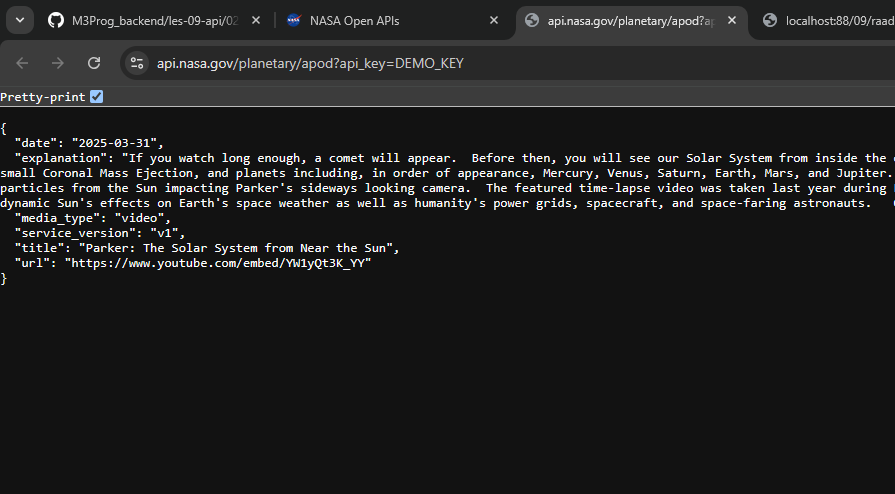 M3Prog_backend/les-09-api/02
NASA Open APIs
api.nasa.gov/planetary/apod?ap
localhost:88/09/raad
api.nasa.gov/planetary/apod?api_key=DEMO_KEY
Pretty-print
{
"date": "2025-03-31",
"explanation": "If you watch long enough, a comet will appear.  Before then, you will see our Solar System from inside the
small Coronal Mass Ejection, and planets including, in order of appearance, Mercury, Venus, Saturn, Earth, Mars, and Jupiter.
particles from the Sun impacting Parker's sideways looking camera.  The featured time-lapse video was taken last year during
dynamic Sun's effects on Earth's space weather as well as humanity's power grids, spacecraft, and space-faring astronauts.
"media_type": "video",
"service_version": "v1",
"title": "Parker: The Solar System from Near the Sun",
"url": "https://www.youtube.com/embed/YW1yQt3K_YY"
}